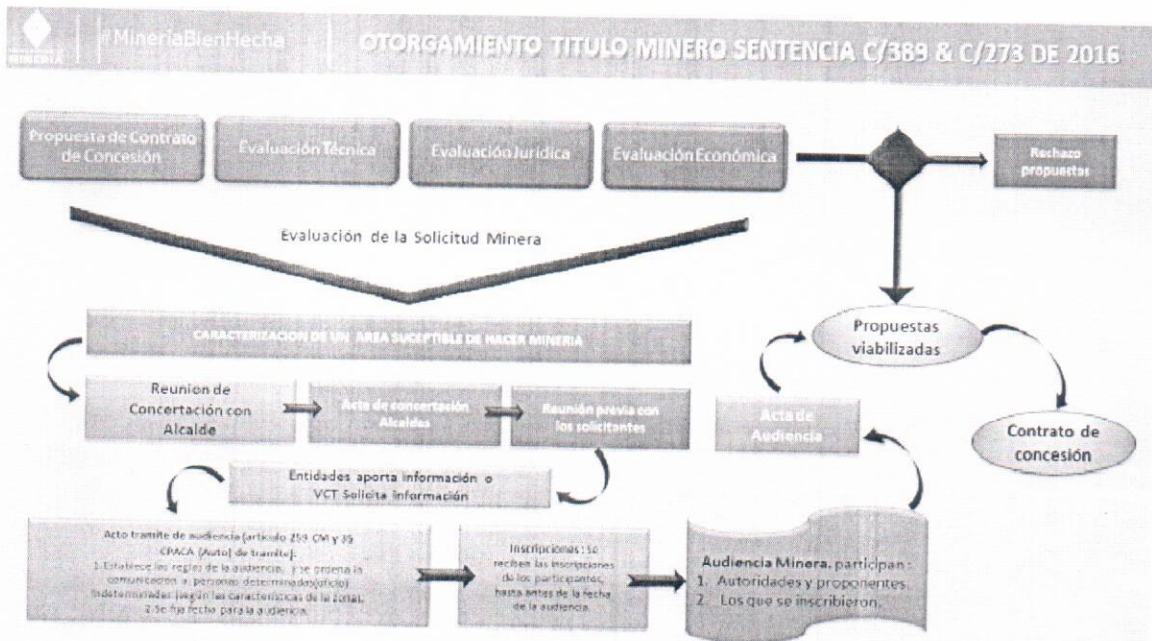 MINERÍA
#MineríaBienHecha
OTORGAMIENTO TITULO MINERO SENTENCIA C/389 & C/273 DE 2016
Propuesta de Contrato
de Concesión
Evaluación Técnica
Evaluación Jurídica
Evaluación Económica
Rechazo
propuestas
Evaluación de la Solicitud Minera
CARACTERIZACION DE UN AREA SUCEPTIBLE DE HACER MINERIA
Propuestas
viabilizadas
Reunion de
Concertación con
Alcalde
Acta de concertación
Alcaldes
Reunión previa con
los solicitantes
Acta de
Audiencia
Contrato de
concesión
Entidades aporta información o
VCT Solicita información
Acto tramite de audiencia (articulo 259 CM y 35
CPACA (Auto) de tramite):
1.Establece las reglas de la audiencia, y se ordena la
comunicación a personas determinadas(oficio)
indeterminadas (según las características de la zona).
2.Se fija fecha para la audiencia.
Inscripciones : Se
reciben las inscripciones
de los participantes,
hasta antes de la fecha
de la audiencia.
Audiencia Minera. participan :
1. Autoridades y proponentes.
2. Los que se inscribieron.